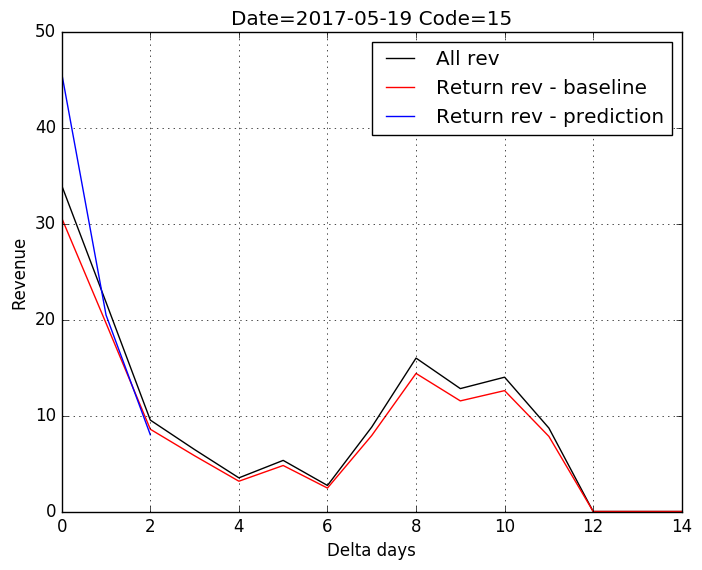 Date=2017-05-19 Code=15
50
40
30
20
10
0
Revenue
All rev
Return rev - baseline
Return rev - prediction
0 2 4 6 8 10 12 14
Delta days